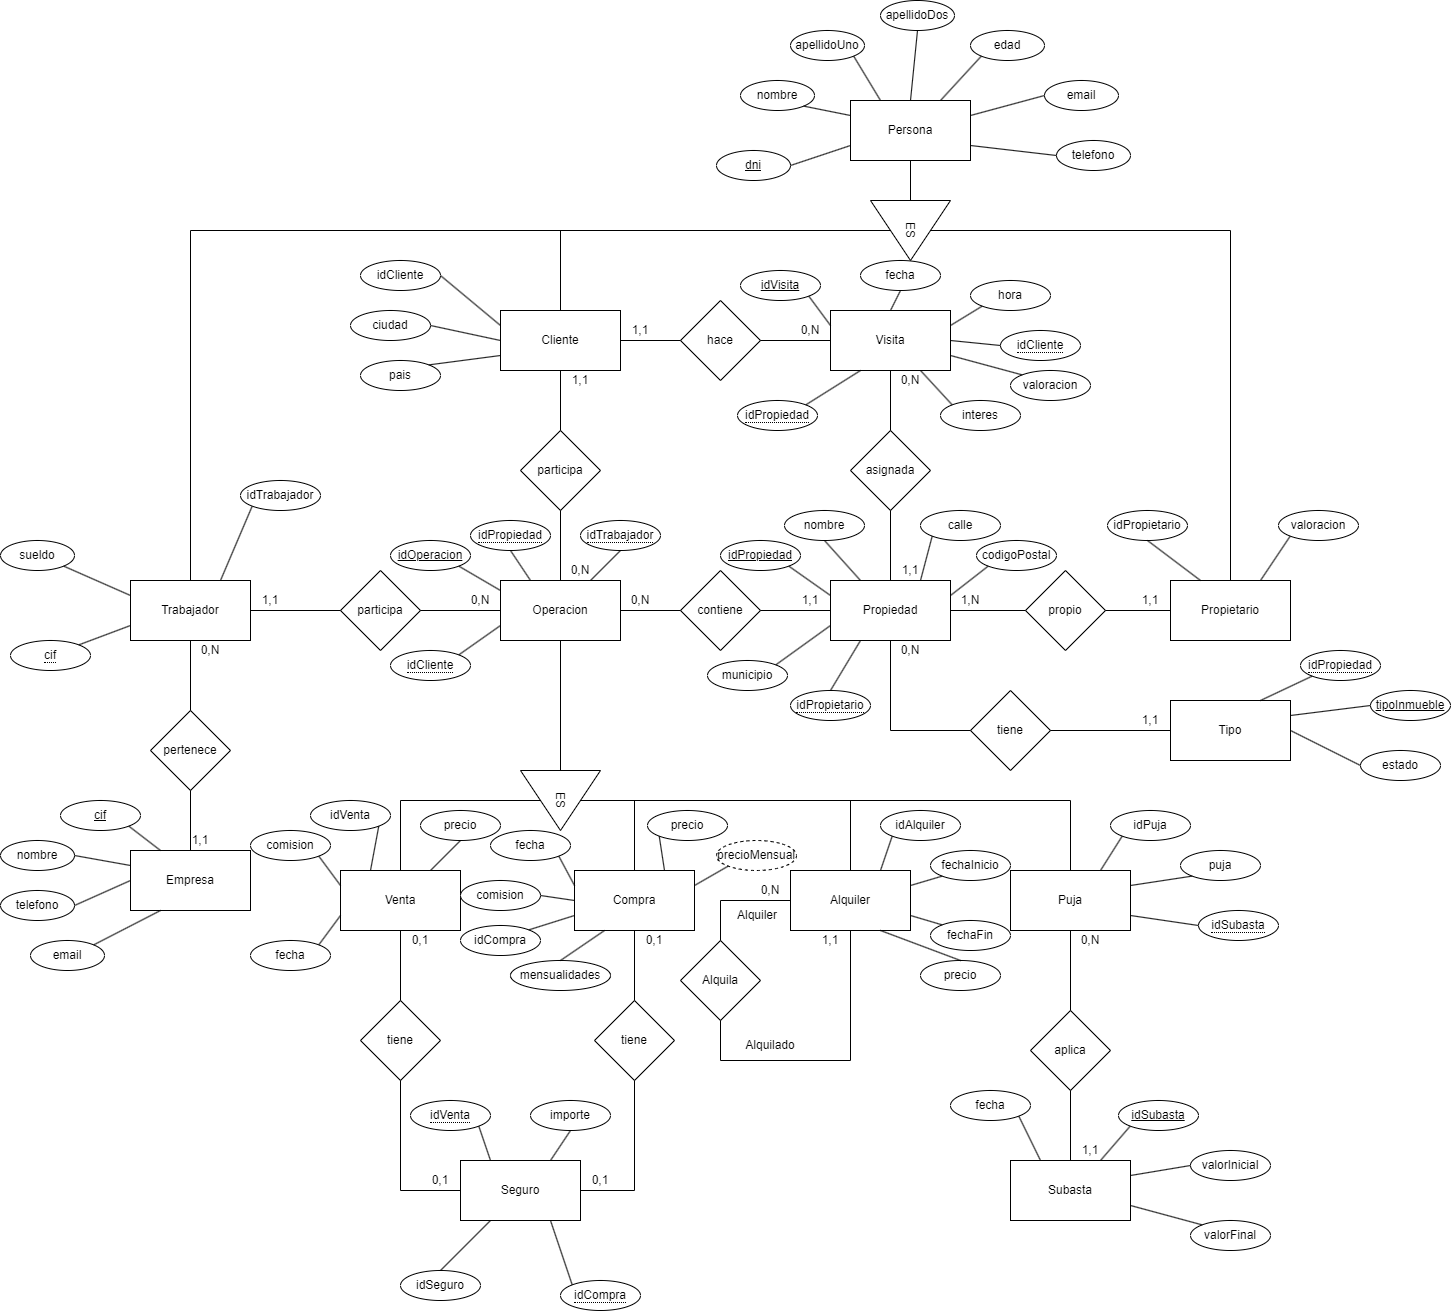 apellidoDos
apellidoUno
edad
nombre
email
Persona
dni
telefono
ES
idCliente
idVisita
fecha
hora
ciudad
Cliente
1,1
hace
0,N
Visita
idCliente
pais
1,1
0,N
valoracion
idPropiedad
interes
participa
asignada
idTrabajador
sueldo
idOperacion
idPropiedad
idTrabajador
nombre
calle
idPropietario
valoracion
idPropiedad
codigoPostal
0,N
1,1
Trabajador
1,1
participa
0,N
Operacion
0,N
contiene
1,1
Propiedad
1,N
propio
1,1
Propietario
cif
0,N
idCliente
0,N
municipio
idPropietario
idPropiedad
tipoInmueble
pertenece
tiene
1,1
Tipo
estado
ES
cif
idVenta
precio
precio
idAlquiler
idPuja
1,1
comision
fecha
nombre
precioMensual
fechaInicio
puja
Empresa
Venta
comision
Compra
0,N
Alquiler
Puja
telefono
Alquiler
idSubasta
0,1
idCompra
0,1
1,1
fechaFin
0,N
email
fecha
mensualidades
Alquila
precio
tiene
tiene
Alquilado
aplica
idVenta
importe
fecha
idSubasta
1,1
0,1
0,1
valorInicial
Seguro
Subasta
valorFinal
idSeguro
idCompra